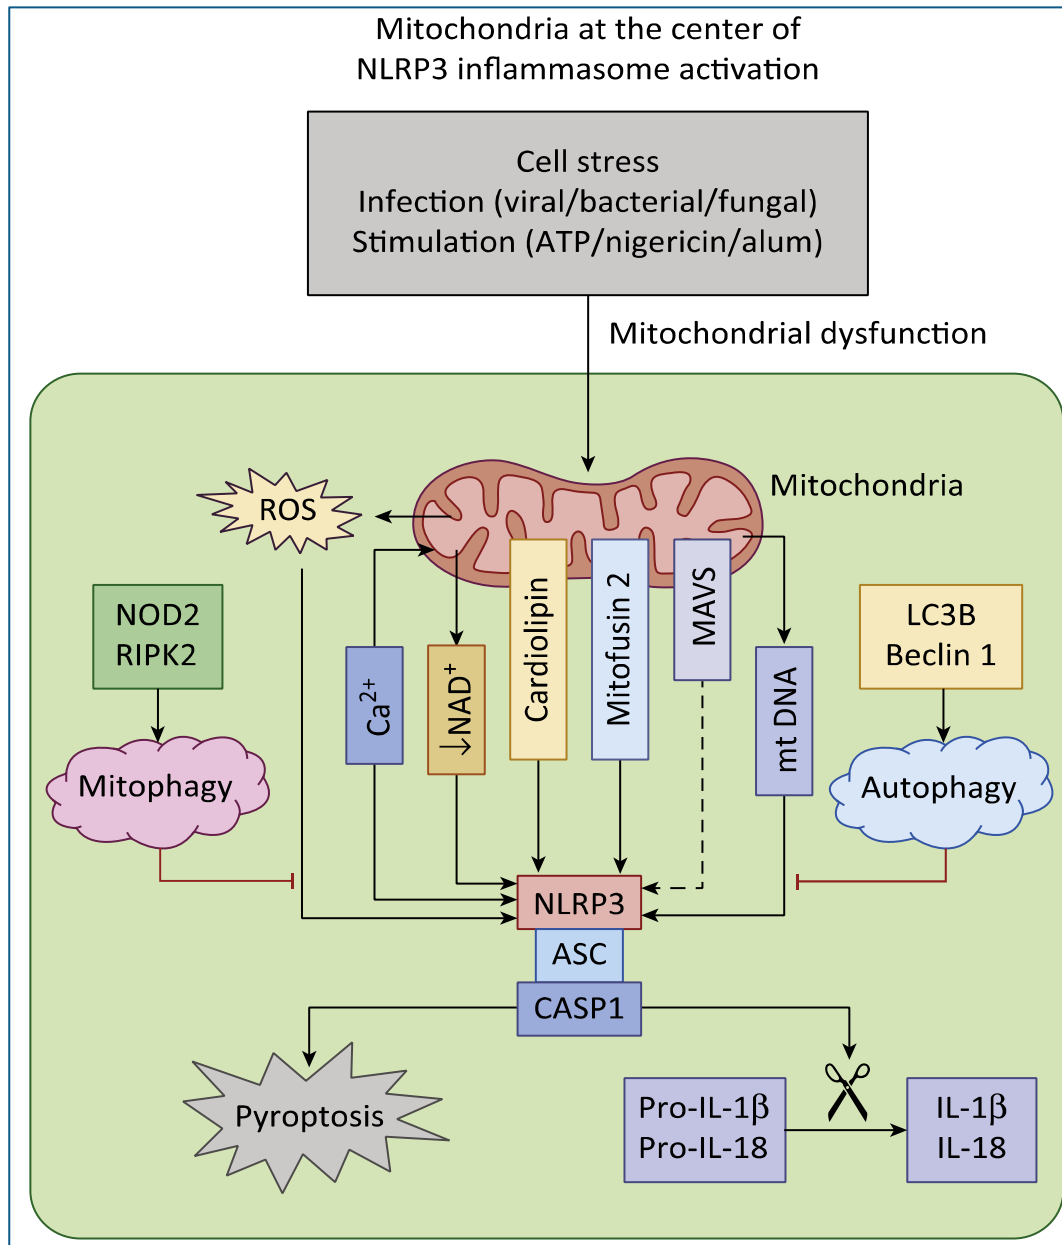 Mitochondria at the center of
NLRP3 inflammasome activation
Cell stress
Infection (viral/bacterial/fungal)
Stimulation (ATP/nigericin/alum)
Mitochondrial dysfunction
Mitochondria
ROS
NOD2
RIPK2
Mitophagy
Ca²⁺
↓NAD⁺
Cardiolipin
Mitofusin 2
MAVS
mt DNA
LC3B
Beclin 1
Autophagy
NLRP3
ASC
CASP1
Pyroptosis
Pro-IL-1β
Pro-IL-18
IL-1β
IL-18